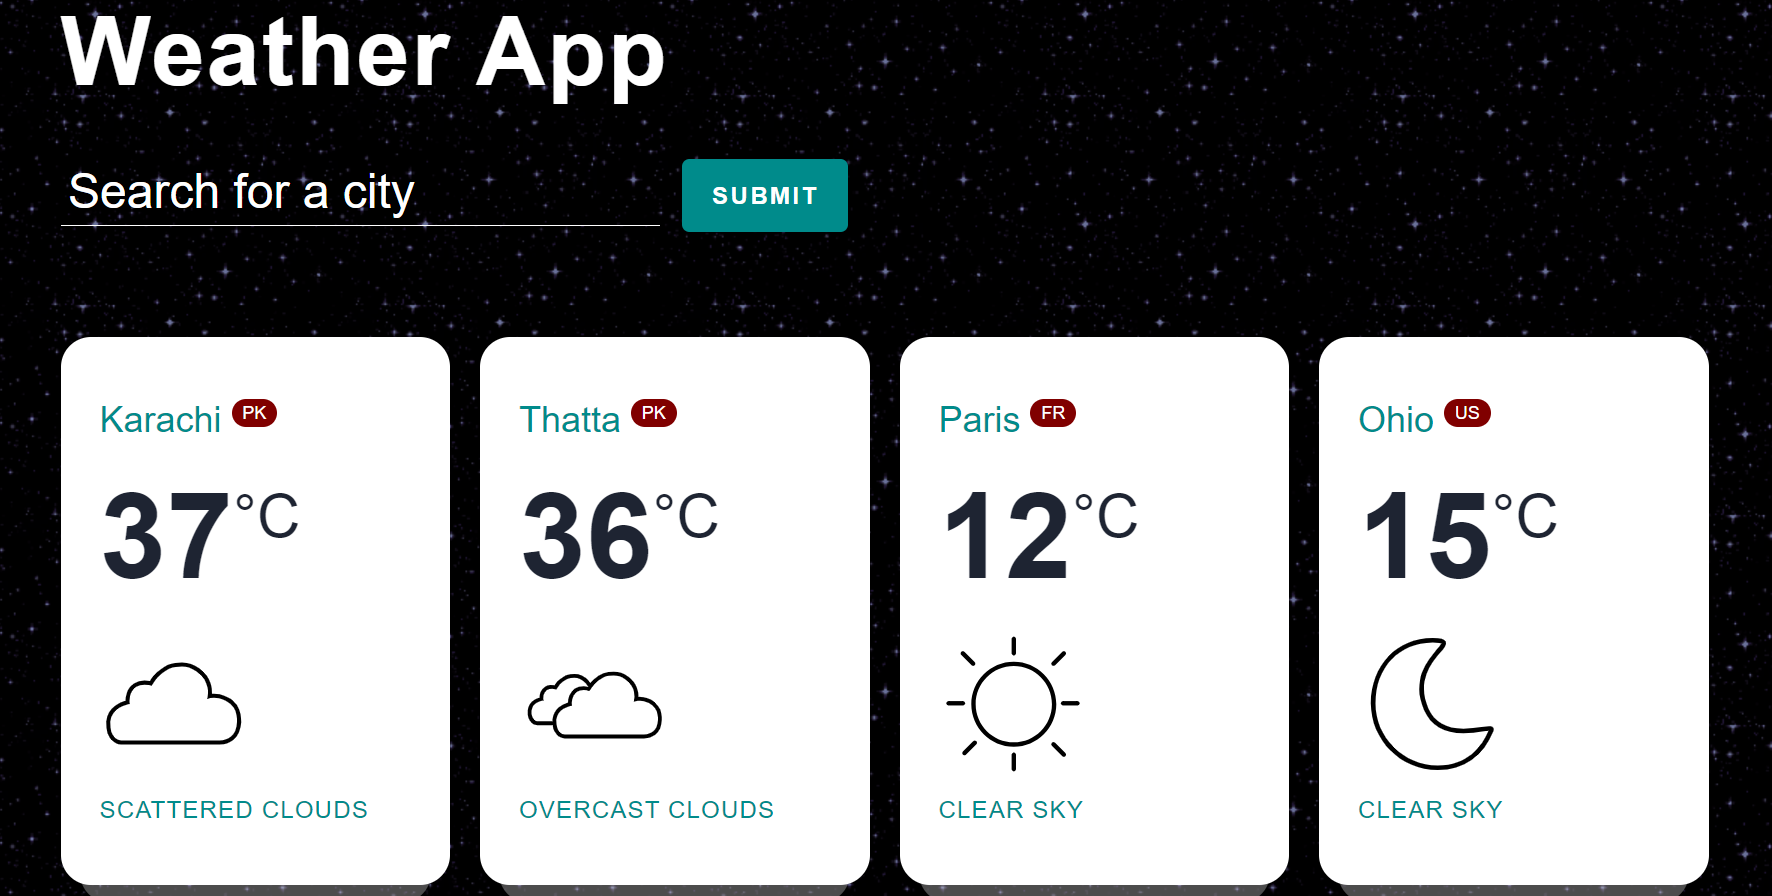 Weather App
Search for a city
SUBMIT
Karachi PK
37°C
SCATTERED CLOUDS
Thatta PK
36°C
OVERCAST CLOUDS
Paris FR
12°C
CLEAR SKY
Ohio US
15°C
CLEAR SKY